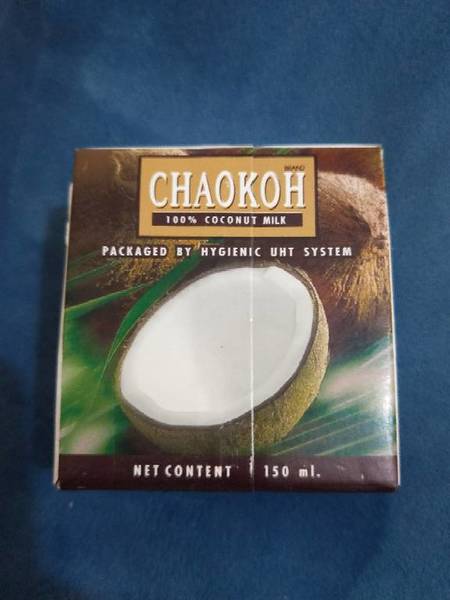 BRAND
CHAOKOH
100% COCONUT MILK
PACKAGED BY HYGIENIC UHT SYSTEM
NET CONTENT 150 ml.